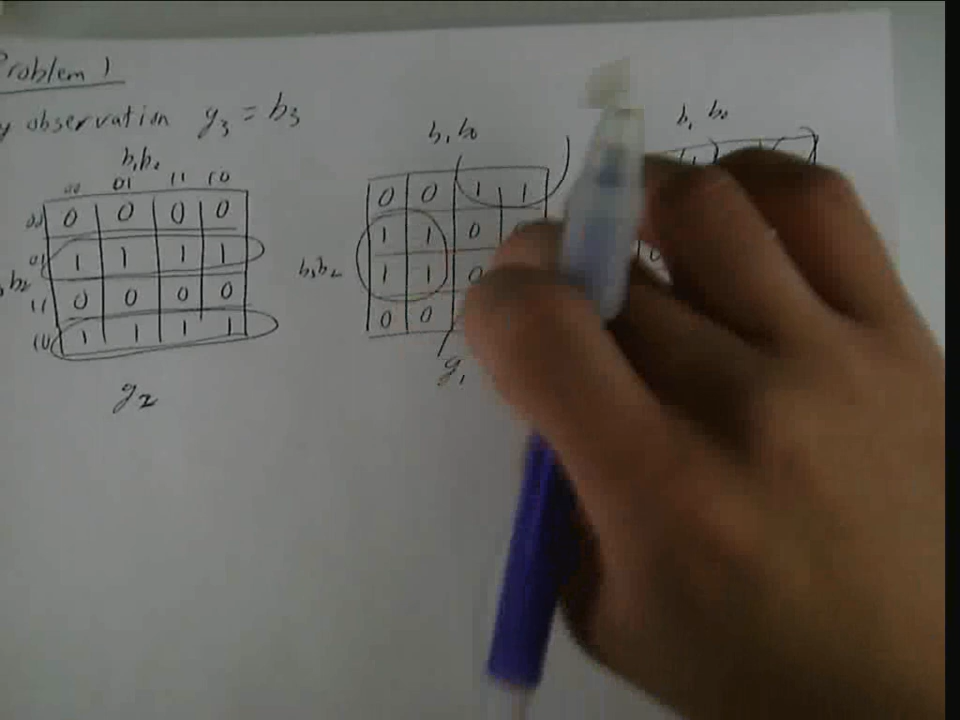 Problem 1
By observation g3 = b3
b1b0
00 01 11 10
00 0 0 0 0
01 1 1 1 1
b3b2
11 0 0 0 0
10 1 1 1 1
g2
b1b0
0 0 1 1
1 1 0
b3b2
1 1 0
0 0
g1
b1 b0